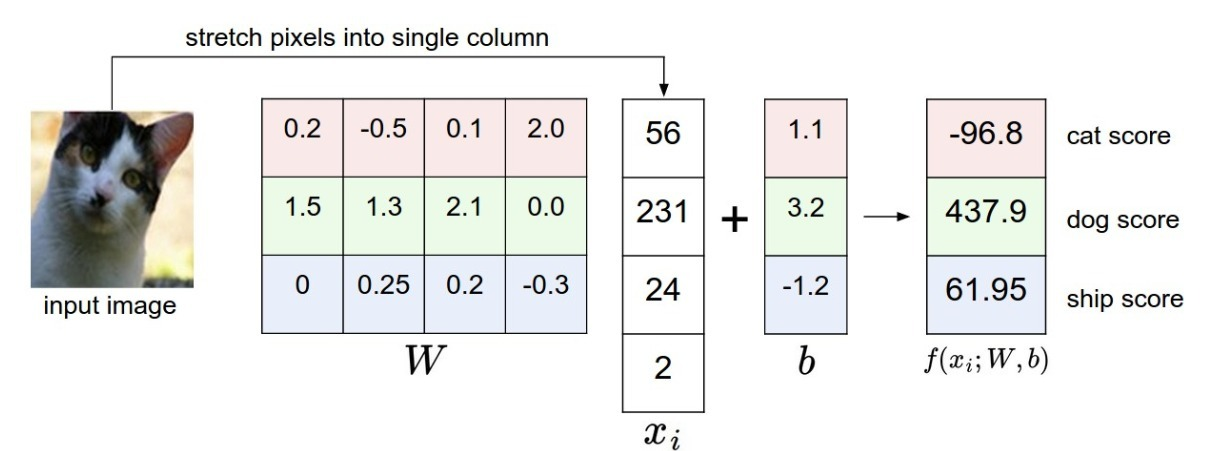 stretch pixels into single column
0.2 -0.5 0.1 2.0 56 1.1 -96.8 cat score
1.5 1.3 2.1 0.0 231 + 3.2 437.9 dog score
0 0.25 0.2 -0.3 24 -1.2 61.95 ship score
input image
W b f(x_i; W, b)
2
x_i